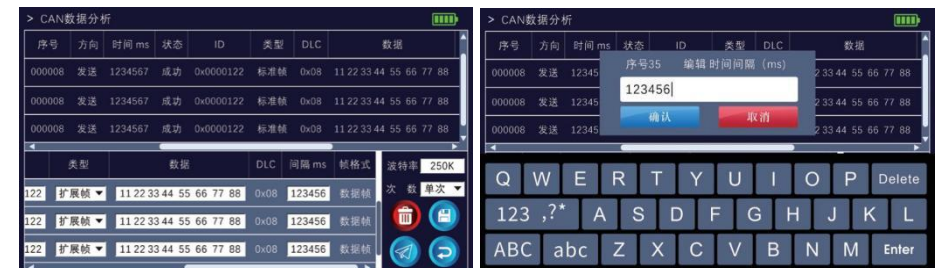 > CAN数据分析
序号 方向 时间 ms 状态 ID 类型 DLC 数据
000008 发送 1234567 成功 0x0000122 标准帧 0x08 11 22 33 44 55 66 77 88
000008 发送 1234567 成功 0x0000122 标准帧 0x08 11 22 33 44 55 66 77 88
000008 发送 1234567 成功 0x0000122 标准帧 0x08 11 22 33 44 55 66 77 88
类型 数据 DLC 间隔 ms 帧格式
122 扩展帧 11 22 33 44 55 66 77 88 0x08 123456 数据帧
122 扩展帧 11 22 33 44 55 66 77 88 0x08 123456 数据帧
122 扩展帧 11 22 33 44 55 66 77 88 0x08 123456 数据帧
波特率 250K
次 数 单次
> CAN数据分析
序号 方向 时间 ms 状态 ID 类型 DLC 数据
000008 发送 12345 2 33 44 55 66 77 88
000008 发送 12345 2 33 44 55 66 77 88
000008 发送 12345 2 33 44 55 66 77 88
序号35 编辑 时间间隔（ms）
123456
确认 取消
Q W E R T Y U I O P Delete
123 ,?* A S D F G H J K L
ABC abc Z X C V B N M Enter